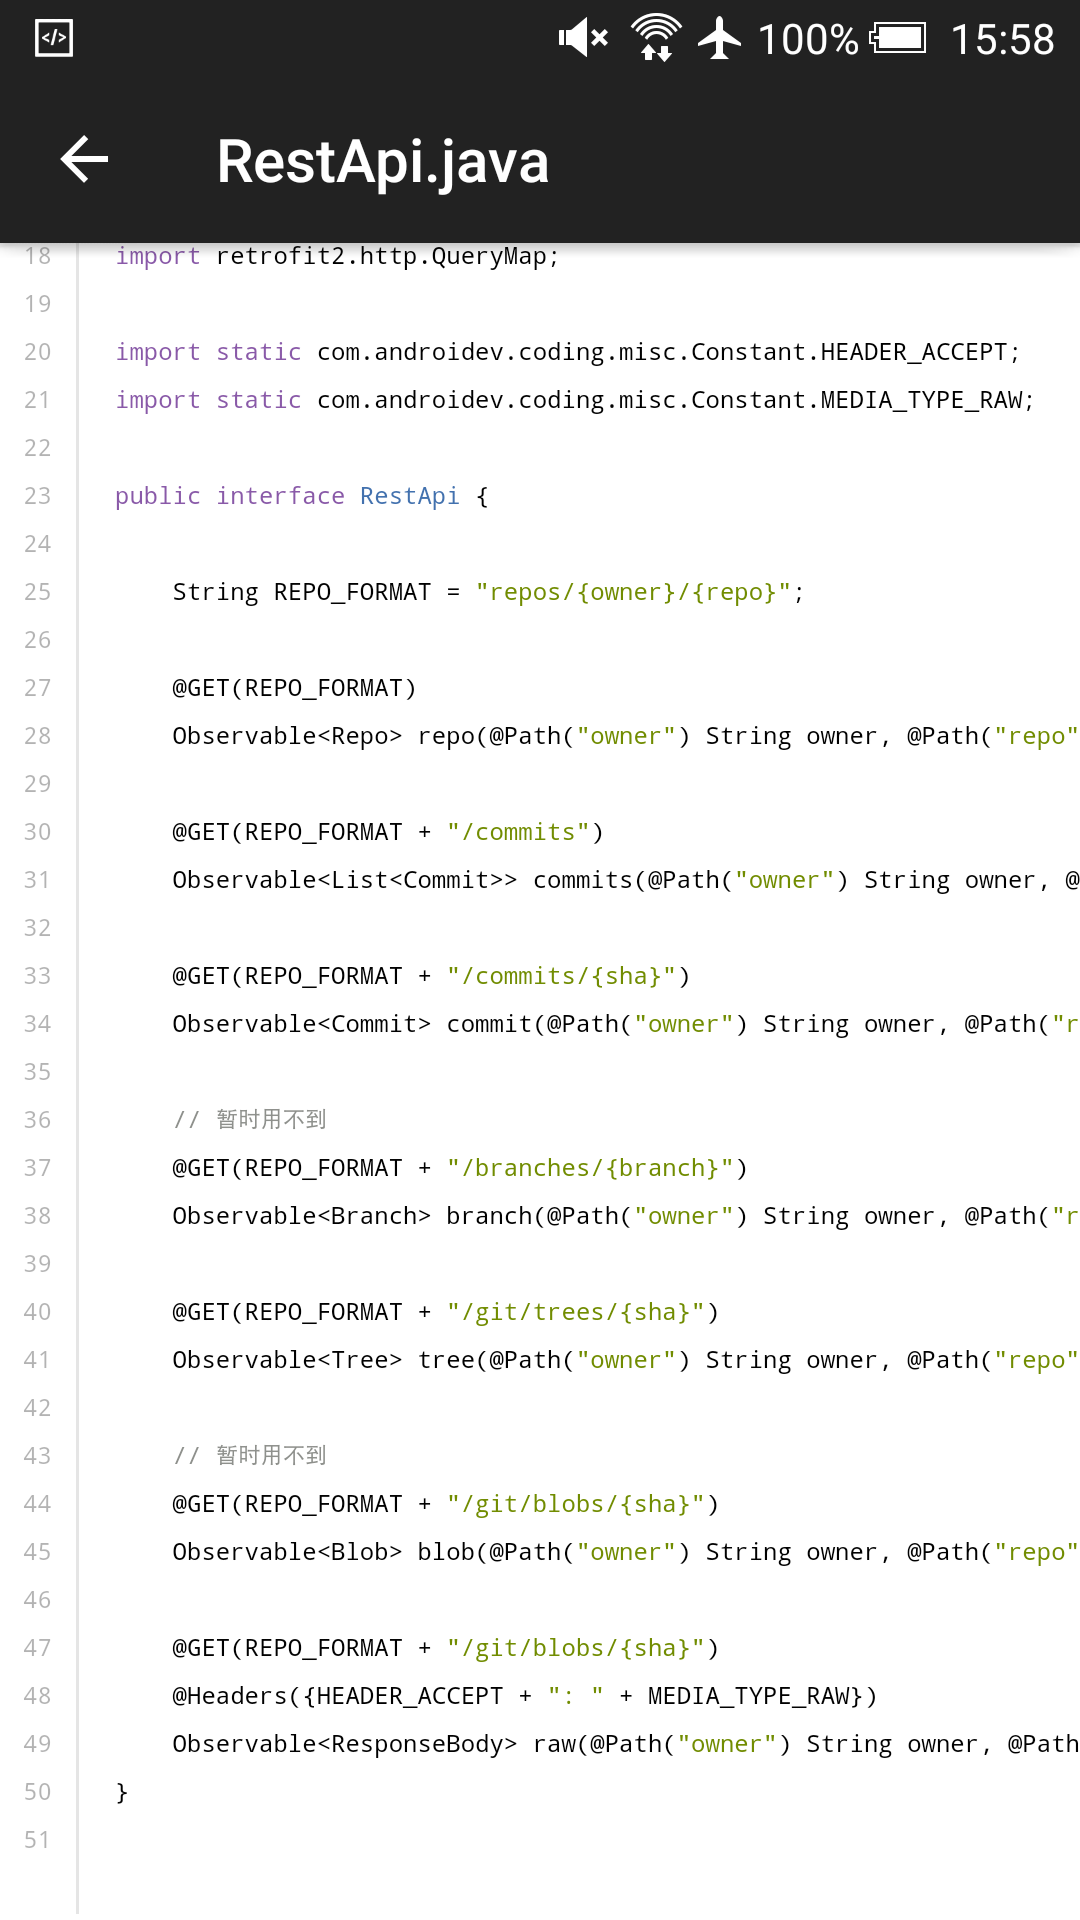 100% 15:58
RestApi.java
18 import retrofit2.http.QueryMap;
19
20 import static com.androidev.coding.misc.Constant.HEADER_ACCEPT;
21 import static com.androidev.coding.misc.Constant.MEDIA_TYPE_RAW;
22
23 public interface RestApi {
24
25 String REPO_FORMAT = "repos/{owner}/{repo}";
26
27 @GET(REPO_FORMAT)
28 Observable<Repo> repo(@Path("owner") String owner, @Path("repo"
29
30 @GET(REPO_FORMAT + "/commits")
31 Observable<List<Commit>> commits(@Path("owner") String owner, @
32
33 @GET(REPO_FORMAT + "/commits/{sha}")
34 Observable<Commit> commit(@Path("owner") String owner, @Path("r
35
36 // 暂时用不到
37 @GET(REPO_FORMAT + "/branches/{branch}")
38 Observable<Branch> branch(@Path("owner") String owner, @Path("r
39
40 @GET(REPO_FORMAT + "/git/trees/{sha}")
41 Observable<Tree> tree(@Path("owner") String owner, @Path("repo"
42
43 // 暂时用不到
44 @GET(REPO_FORMAT + "/git/blobs/{sha}")
45 Observable<Blob> blob(@Path("owner") String owner, @Path("repo"
46
47 @GET(REPO_FORMAT + "/git/blobs/{sha}")
48 @Headers({HEADER_ACCEPT + ": " + MEDIA_TYPE_RAW})
49 Observable<ResponseBody> raw(@Path("owner") String owner, @Path
50 }
51